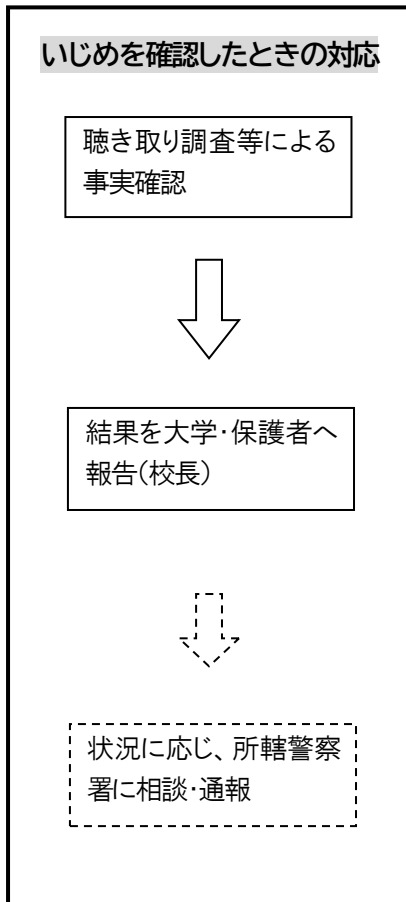 いじめを確認したときの対応
聴き取り調査等による
事実確認
結果を大学・保護者へ
報告(校長)
状況に応じ、所轄警察
署に相談・通報